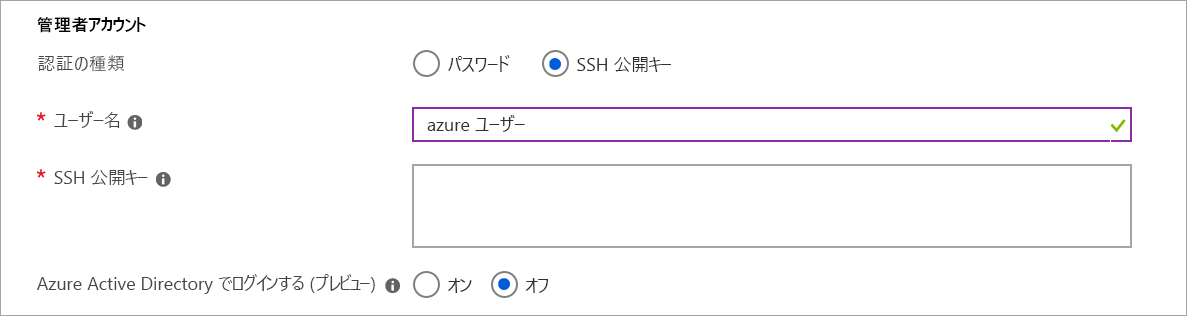 管理者アカウント
認証の種類 パスワード SSH 公開キー
* ユーザー名 azure ユーザー
* SSH 公開キー
Azure Active Directory でログインする (プレビュー) オン オフ